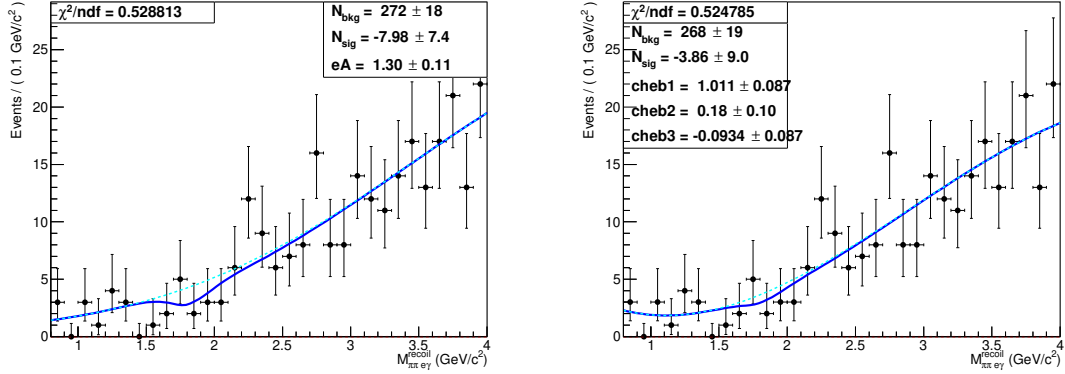 χ²/ndf = 0.528813
N_bkg = 272 ± 18
N_sig = -7.98 ± 7.4
eA = 1.30 ± 0.11
Events / ( 0.1 GeV/c² )
25
20
15
10
5
0
1 1.5 2 2.5 3 3.5 4
M^recoil_ππ eγ (GeV/c²)
χ²/ndf = 0.524785
N_bkg = 268 ± 19
N_sig = -3.86 ± 9.0
cheb1 = 1.011 ± 0.087
cheb2 = 0.18 ± 0.10
cheb3 = -0.0934 ± 0.087
Events / ( 0.1 GeV/c² )
25
20
15
10
5
0
1 1.5 2 2.5 3 3.5 4
M^recoil_ππ eγ (GeV/c²)